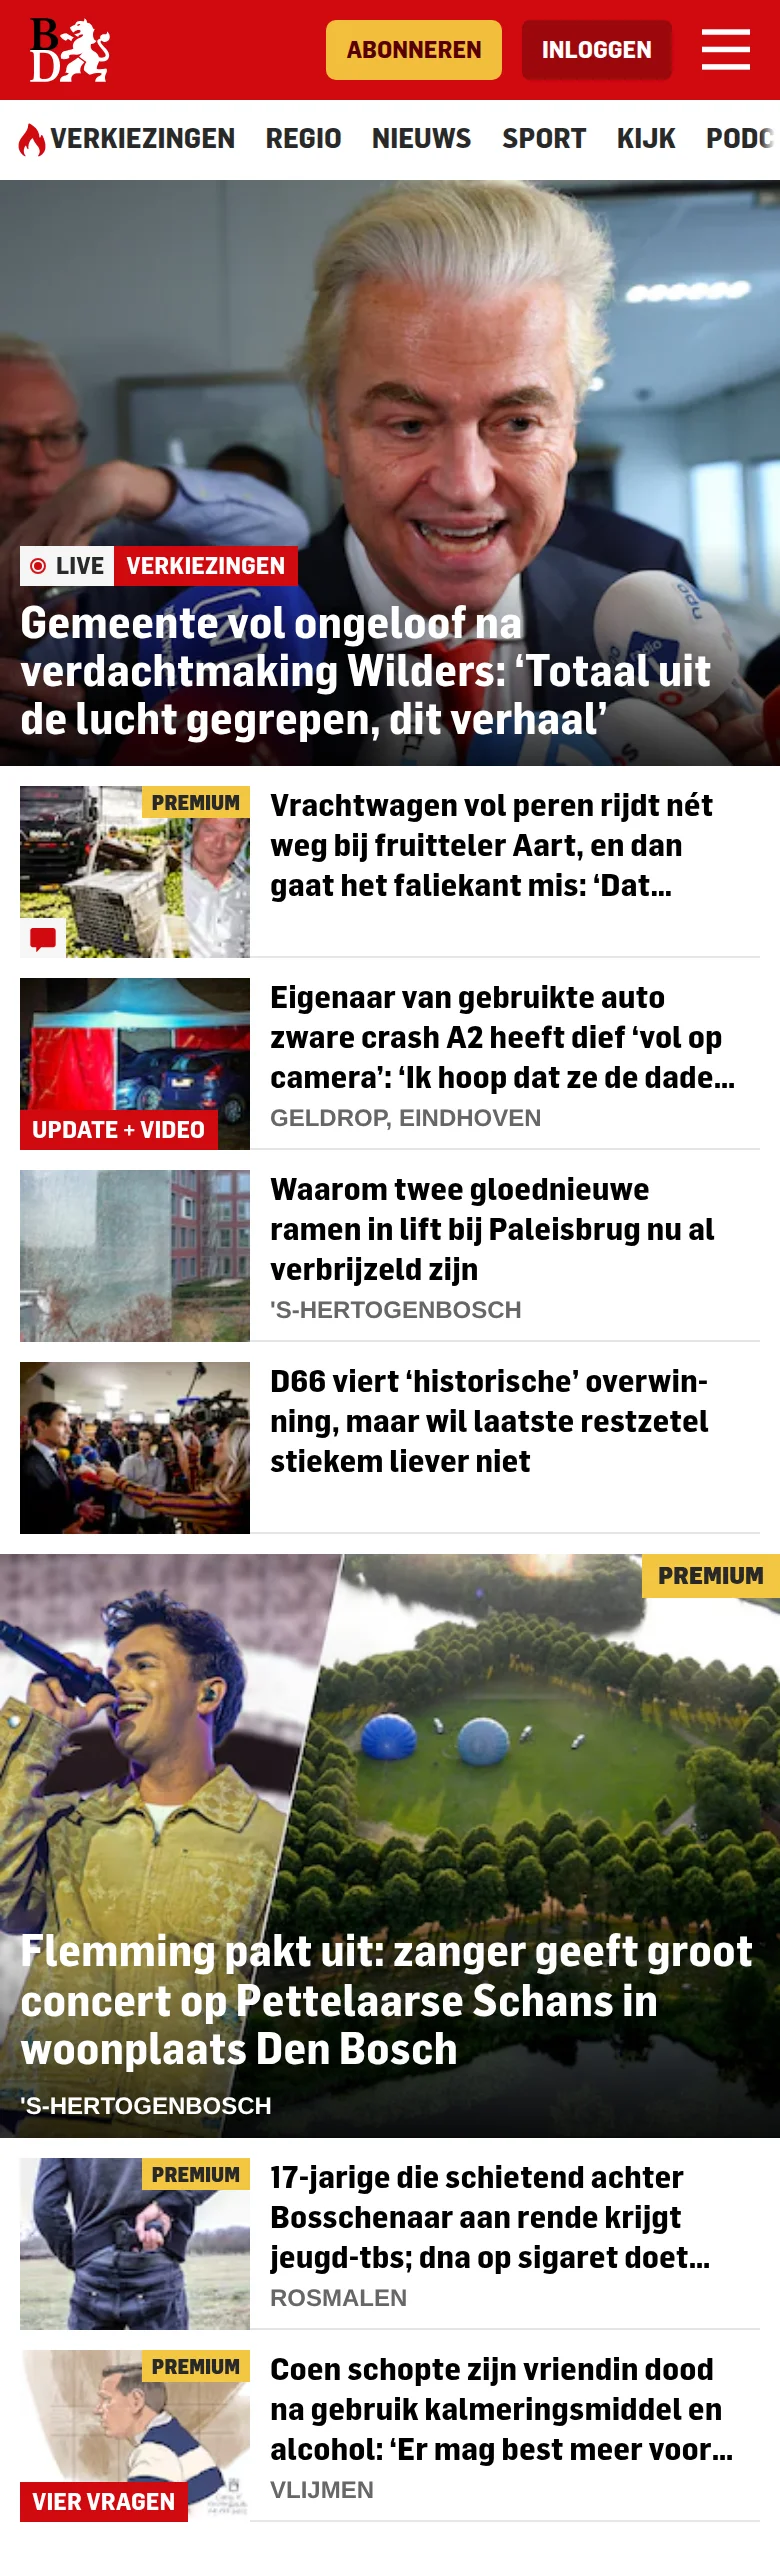 BD
ABONNEREN
INLOGGEN
VERKIEZINGEN
REGIO
NIEUWS
SPORT
KIJK
PODC
LIVE
VERKIEZINGEN
Gemeente vol ongeloof na
verdachtmaking Wilders: ‘Totaal uit
de lucht gegrepen, dit verhaal’
PREMIUM
Vrachtwagen vol peren rijdt nét
weg bij fruitteler Aart, en dan
gaat het faliekant mis: ‘Dat...
UPDATE + VIDEO
Eigenaar van gebruikte auto
zware crash A2 heeft dief ‘vol op
camera’: ‘Ik hoop dat ze de dade...
GELDROP, EINDHOVEN
Waarom twee gloednieuwe
ramen in lift bij Paleisbrug nu al
verbrijzeld zijn
'S-HERTOGENBOSCH
D66 viert ‘historische’ overwin-
ning, maar wil laatste restzetel
stiekem liever niet
PREMIUM
Flemming pakt uit: zanger geeft groot
concert op Pettelaarse Schans in
woonplaats Den Bosch
'S-HERTOGENBOSCH
PREMIUM
17-jarige die schietend achter
Bosschenaar aan rende krijgt
jeugd-tbs; dna op sigaret doet...
ROSMALEN
PREMIUM
VIER VRAGEN
Coen schopte zijn vriendin dood
na gebruik kalmeringsmiddel en
alcohol: ‘Er mag best meer voor...
VLIJMEN